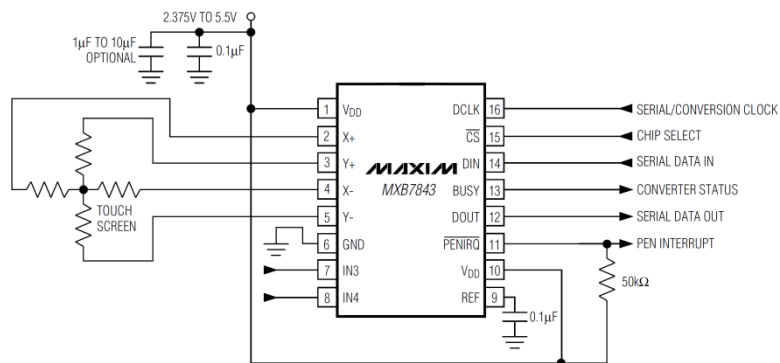 2.375V TO 5.5V
1µF TO 10µF
OPTIONAL
0.1µF
1 VDD DCLK 16 SERIAL/CONVERSION CLOCK
2 X+ CS 15 CHIP SELECT
3 Y+ MAXIM DIN 14 SERIAL DATA IN
4 X- MXB7843 BUSY 13 CONVERTER STATUS
TOUCH
SCREEN
5 Y- DOUT 12 SERIAL DATA OUT
6 GND PENIRQ 11 PEN INTERRUPT
7 IN3 VDD 10
50kΩ
8 IN4 REF 9
0.1µF